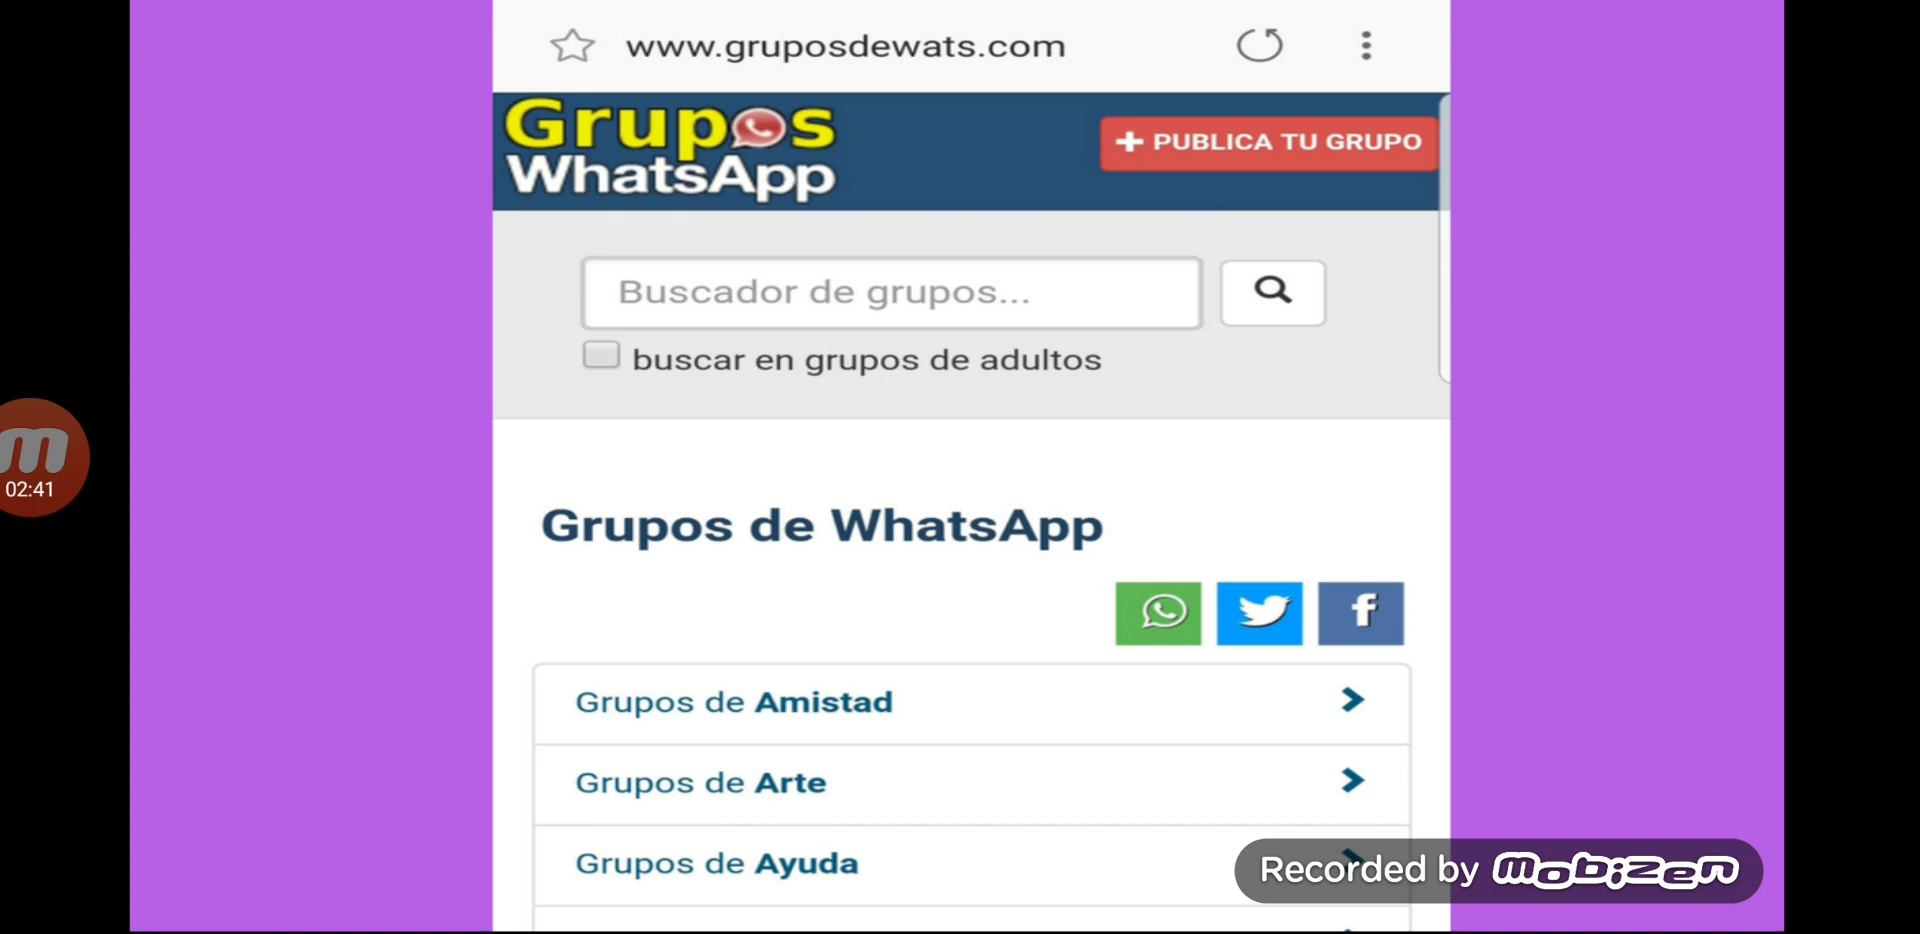 www.gruposdewats.com
Grupos
WhatsApp
+ PUBLICA TU GRUPO
Buscador de grupos...
buscar en grupos de adultos
m
02:41
Grupos de WhatsApp
f
Grupos de Amistad
Grupos de Arte
Grupos de Ayuda
Recorded by Mobizen